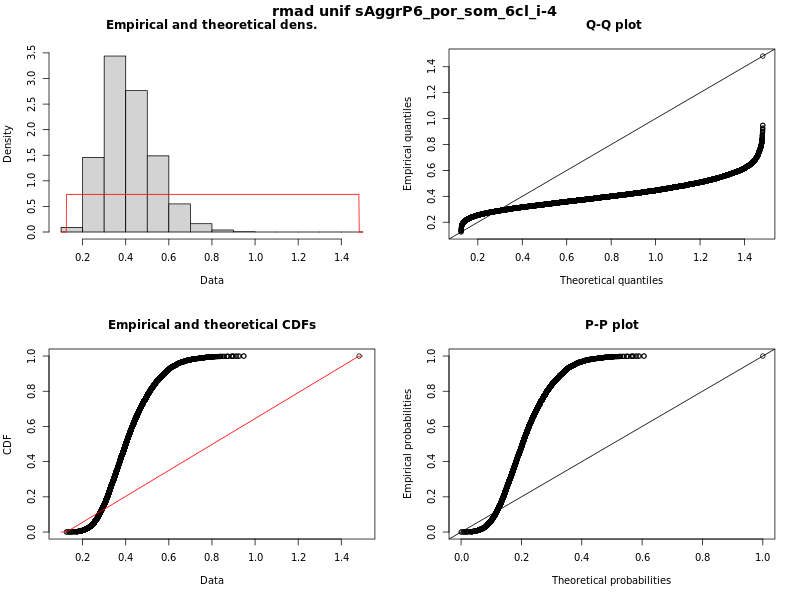 rmad unif sAggrP6_por_som_6cl_i-4
Empirical and theoretical dens.
Density
0.0 0.5 1.0 1.5 2.0 2.5 3.0 3.5
0.2 0.4 0.6 0.8 1.0 1.2 1.4
Data
Q-Q plot
Empirical quantiles
0.2 0.4 0.6 0.8 1.0 1.2 1.4
0.2 0.4 0.6 0.8 1.0 1.2 1.4
Theoretical quantiles
Empirical and theoretical CDFs
CDF
0.0 0.2 0.4 0.6 0.8 1.0
0.2 0.4 0.6 0.8 1.0 1.2 1.4
Data
P-P plot
Empirical probabilities
0.0 0.2 0.4 0.6 0.8 1.0
0.0 0.2 0.4 0.6 0.8 1.0
Theoretical probabilities